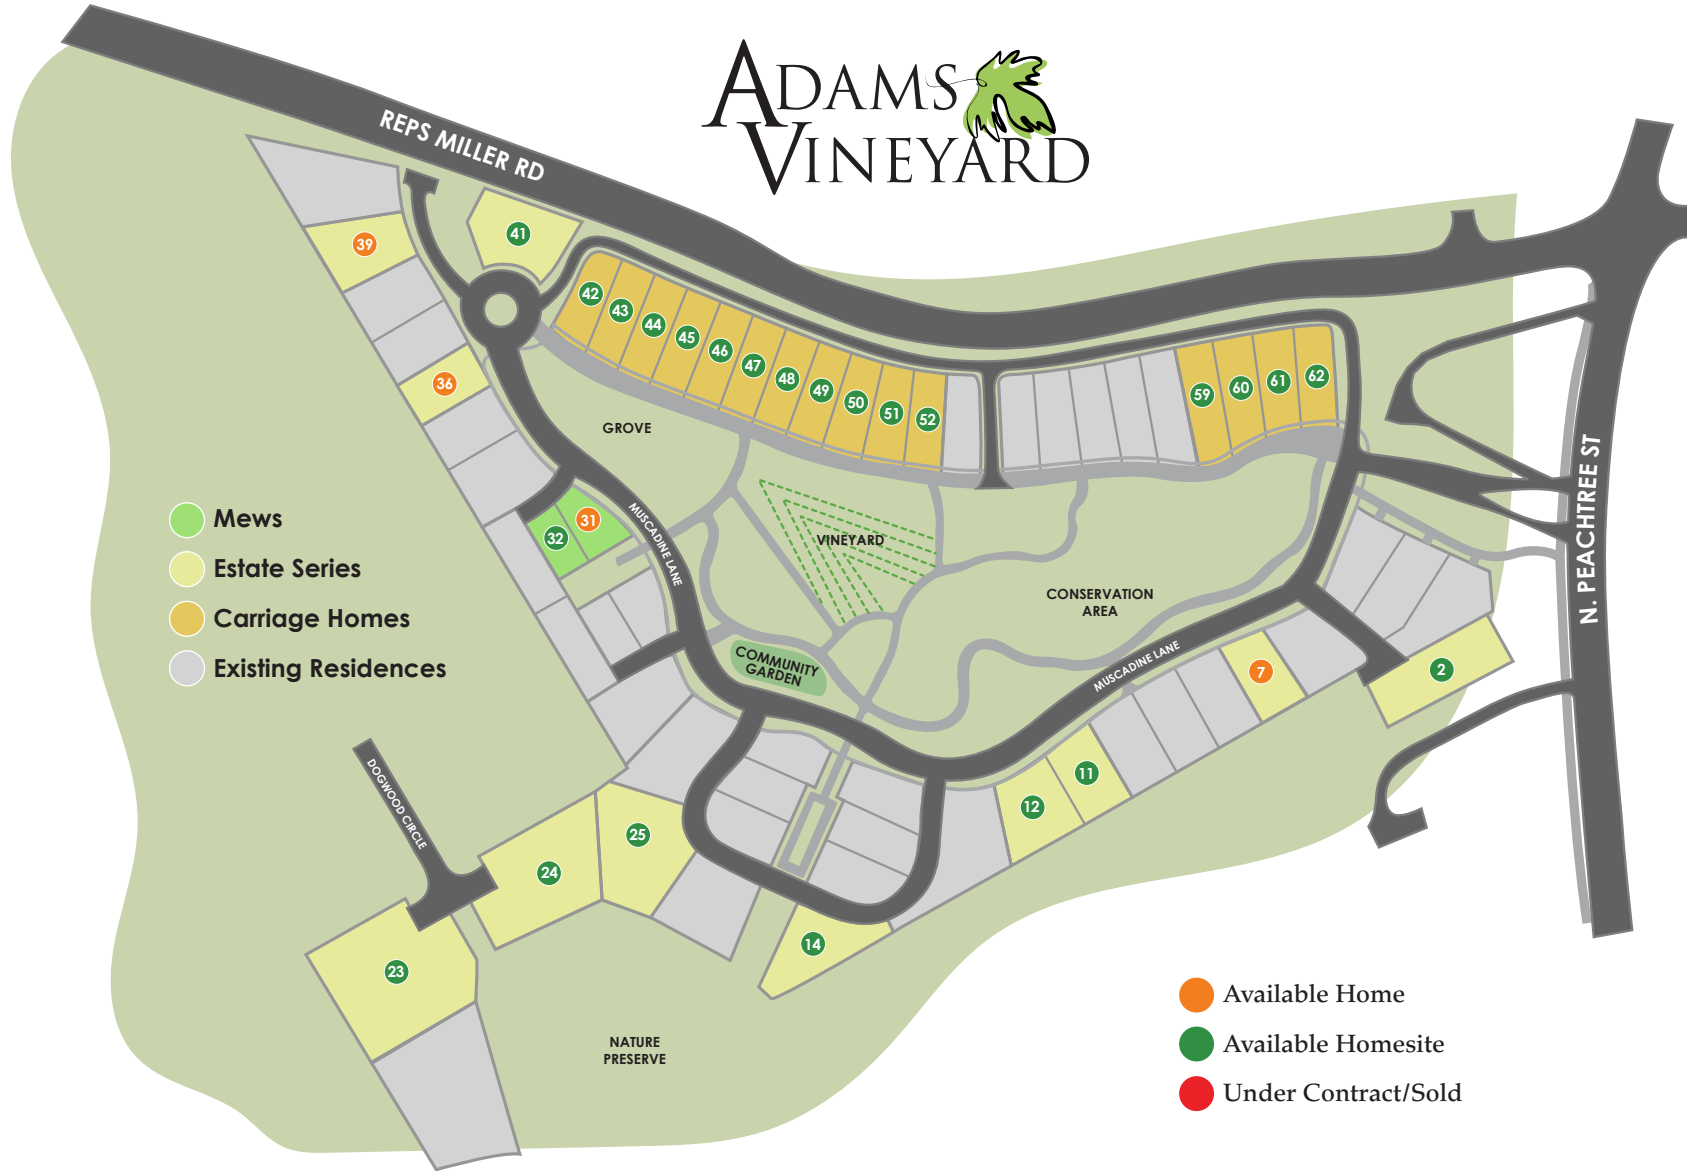 ADAMS
VINEYARD
REPS MILLER RD
N. PEACHTREE ST
39
41
36
42
43
44
45
46
47
48
49
50
51
52
59
60
61
62
GROVE
VINEYARD
CONSERVATION
AREA
MUSCADINE LANE
31
32
Mews
Estate Series
Carriage Homes
Existing Residences
COMMUNITY
GARDEN
MUSCADINE LANE
7
2
11
12
DOGWOOD CIRCLE
25
24
14
23
NATURE
PRESERVE
Available Home
Available Homesite
Under Contract/Sold